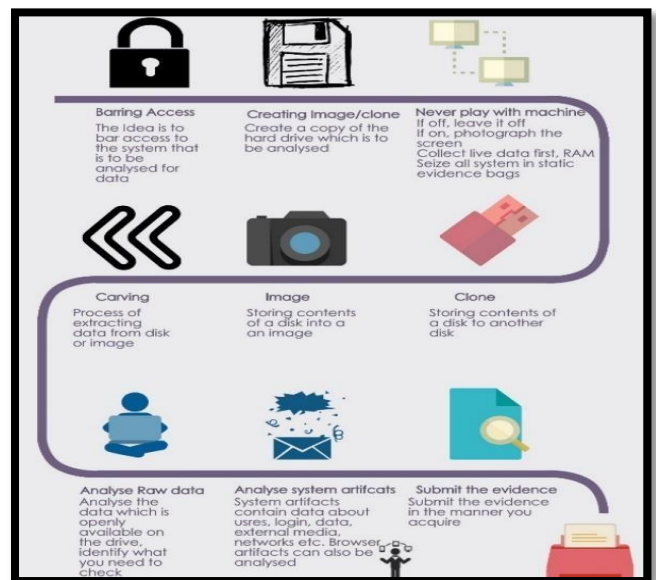 Barring Access
The Idea is to
bar access to
the system that
is to be
analysed for
data
Creating Image/clone
Create a copy of the
hard drive which is to
be analysed
Never play with machine
If off, leave it off
If on, photograph the
screen
Collect live data first, RAM
Seize all system in static
evidence bags
Carving
Process of
extracting
data from disk
or image
Image
Storing contents
of a disk into a
an image
Clone
Storing contents of
a disk to another
disk
Analyse Raw data
Analyse the
data which is
openly
available on
the drive,
identify what
you need to
check
Analyse system artifcats
System artifacts
contain data about
usres, login, data,
external media,
networks etc. Browser
artifacts can also be
analysed
Submit the evidence
Submit the evidence
in the manner you
acquire